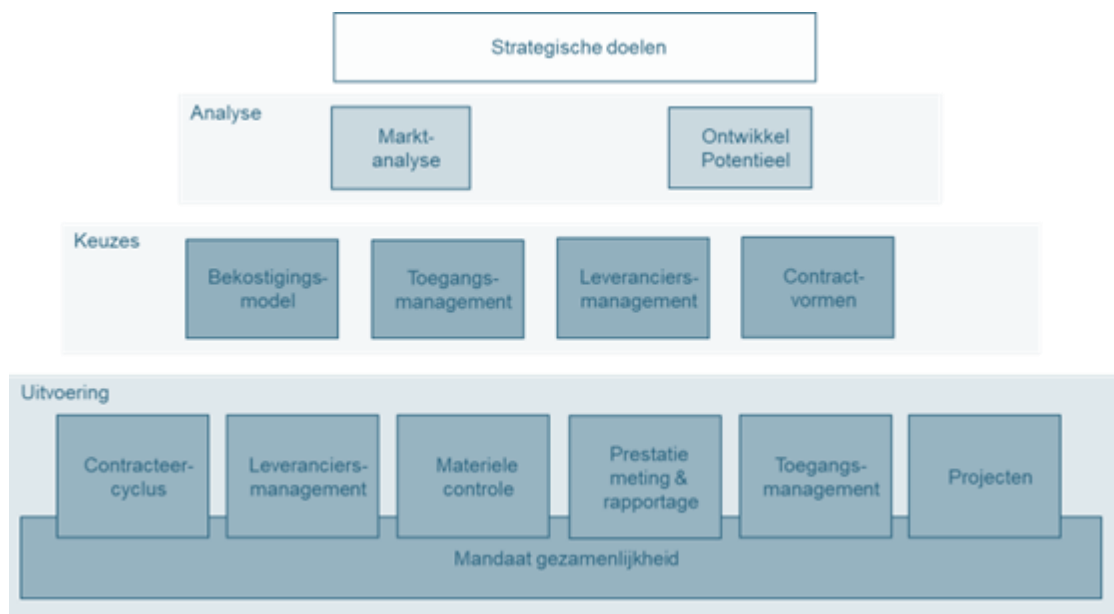 Strategische doelen
Analyse
Markt-
analyse
Ontwikkel
Potentieel
Keuzes
Bekostigings-
model
Toegangs-
management
Leveranciers-
management
Contract-
vormen
Uitvoering
Contracteer-
cyclus
Leveranciers-
management
Materiele
controle
Prestatie
meting &
rapportage
Toegangs-
management
Projecten
Mandaat gezamenlijkheid